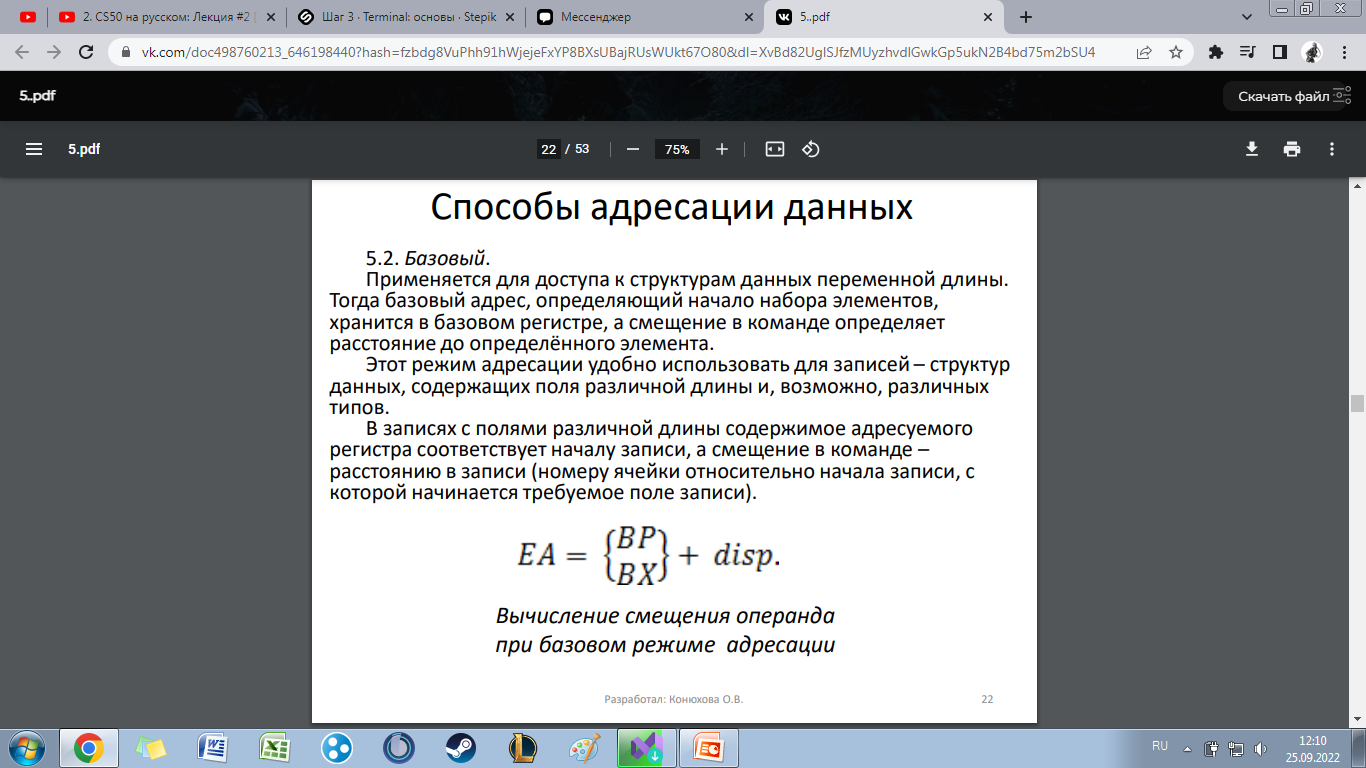 2. CS50 на русском: Лекция #2
Шаг 3 · Terminal: основы · Stepik
Мессенджер
5..pdf
vk.com/doc498760213_646198440?hash=fzbdg8VuPhh91hWjejeFxYP8BXsUBajRUsWUkt67O80&dl=XvBd82UgISJfzMUyzhvdlGwkGp5ukN2B4bd75m2bSU4
5..pdf
Скачать файл
5.pdf
22 / 53
75%
Способы адресации данных
5.2. Базовый.
Применяется для доступа к структурам данных переменной длины.
Тогда базовый адрес, определяющий начало набора элементов,
хранится в базовом регистре, а смещение в команде определяет
расстояние до определённого элемента.
Этот режим адресации удобно использовать для записей – структур
данных, содержащих поля различной длины и, возможно, различных
типов.
В записях с полями различной длины содержимое адресуемого
регистра соответствует началу записи, а смещение в команде –
расстоянию в записи (номеру ячейки относительно начала записи, с
которой начинается требуемое поле записи).
EA = {BP BX} + disp.
Вычисление смещения операнда
при базовом режиме адресации
Разработал: Конюхова О.В.
22
RU
12:10
25.09.2022